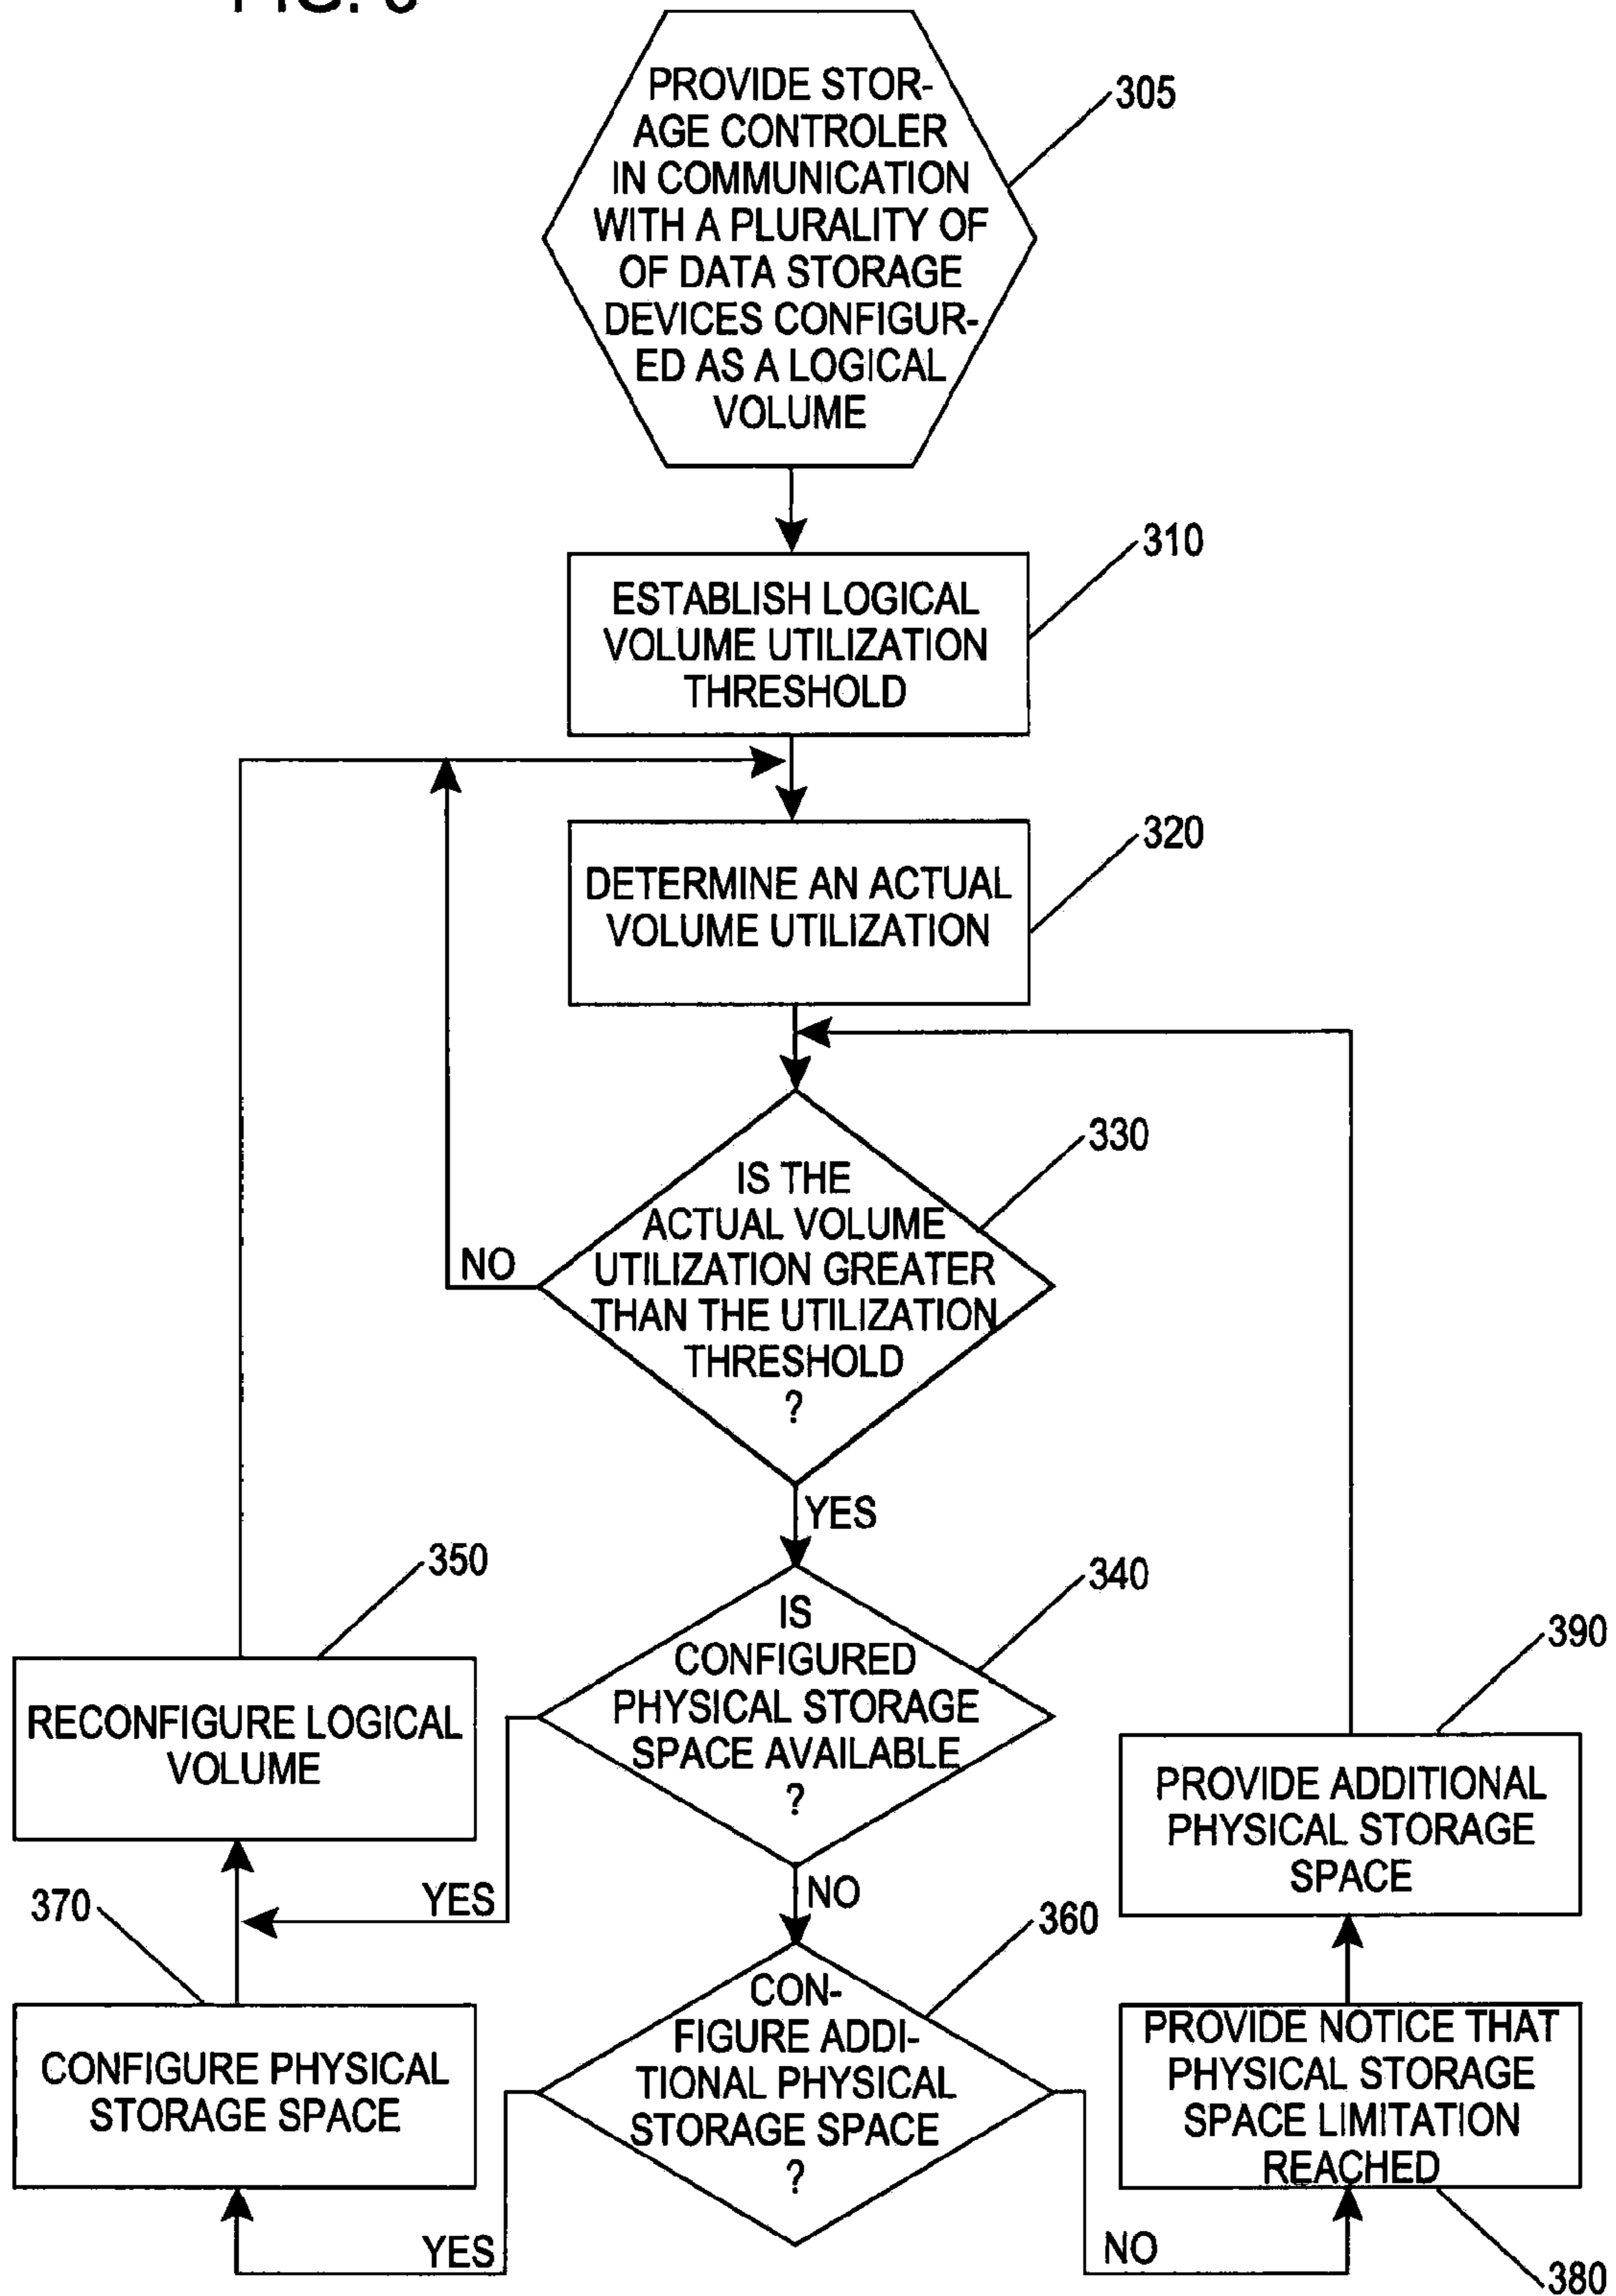 PROVIDE STOR-
AGE CONTROLER
IN COMMUNICATION
WITH A PLURALITY OF
OF DATA STORAGE
DEVICES CONFIGUR-
ED AS A LOGICAL
VOLUME
305
310
ESTABLISH LOGICAL
VOLUME UTILIZATION
THRESHOLD
320
DETERMINE AN ACTUAL
VOLUME UTILIZATION
330
IS THE
ACTUAL VOLUME
UTILIZATION GREATER
THAN THE UTILIZATION
THRESHOLD
?
NO
YES
350
340
IS
CONFIGURED
PHYSICAL STORAGE
SPACE AVAILABLE
?
390
RECONFIGURE LOGICAL
VOLUME
PROVIDE ADDITIONAL
PHYSICAL STORAGE
SPACE
YES
NO
370
360
CON-
FIGURE ADDI-
TIONAL PHYSICAL
STORAGE SPACE
?
CONFIGURE PHYSICAL
STORAGE SPACE
PROVIDE NOTICE THAT
PHYSICAL STORAGE
SPACE LIMITATION
REACHED
YES
NO
380